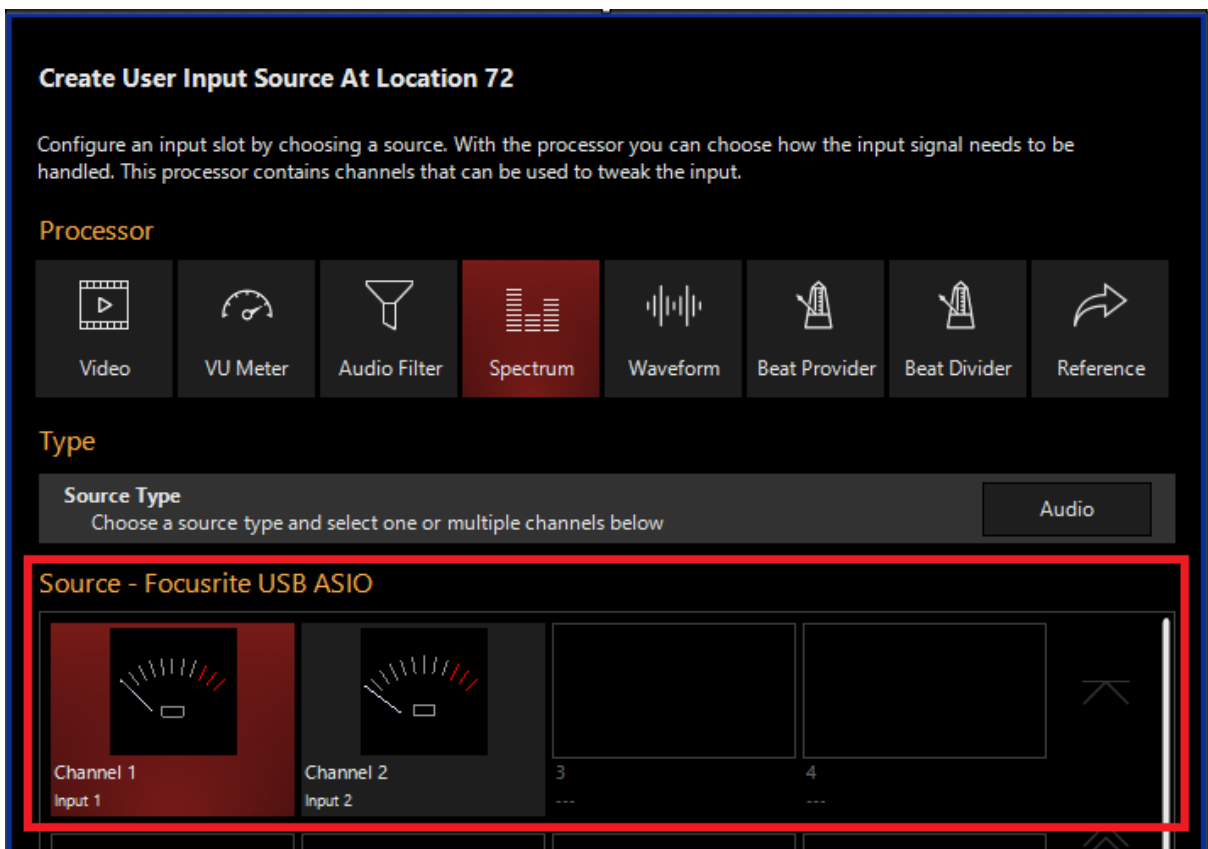 Create User Input Source At Location 72
Configure an input slot by choosing a source. With the processor you can choose how the input signal needs to be
handled. This processor contains channels that can be used to tweak the input.
Processor
Video
VU Meter
Audio Filter
Spectrum
Waveform
Beat Provider
Beat Divider
Reference
Type
Source Type
Choose a source type and select one or multiple channels below
Audio
Source - Focusrite USB ASIO
Channel 1
Input 1
Channel 2
Input 2
3
---
4
---